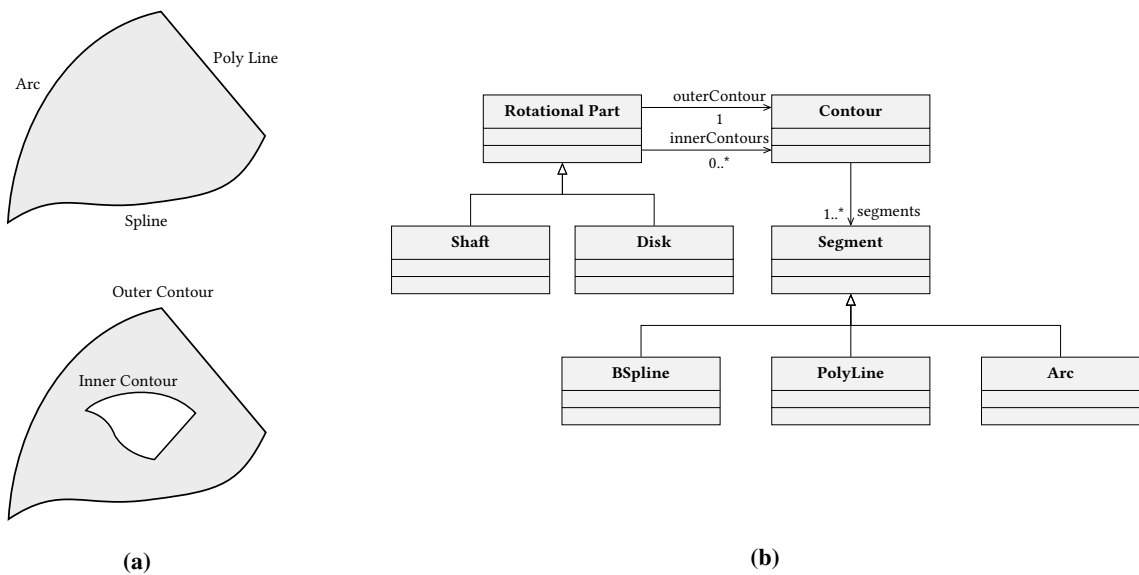 Poly Line
Arc
Spline
Outer Contour
Inner Contour
(a)
outerContour
Rotational Part
Contour
1
innerContours
0..*
1..* segments
Shaft
Disk
Segment
BSpline
PolyLine
Arc
(b)